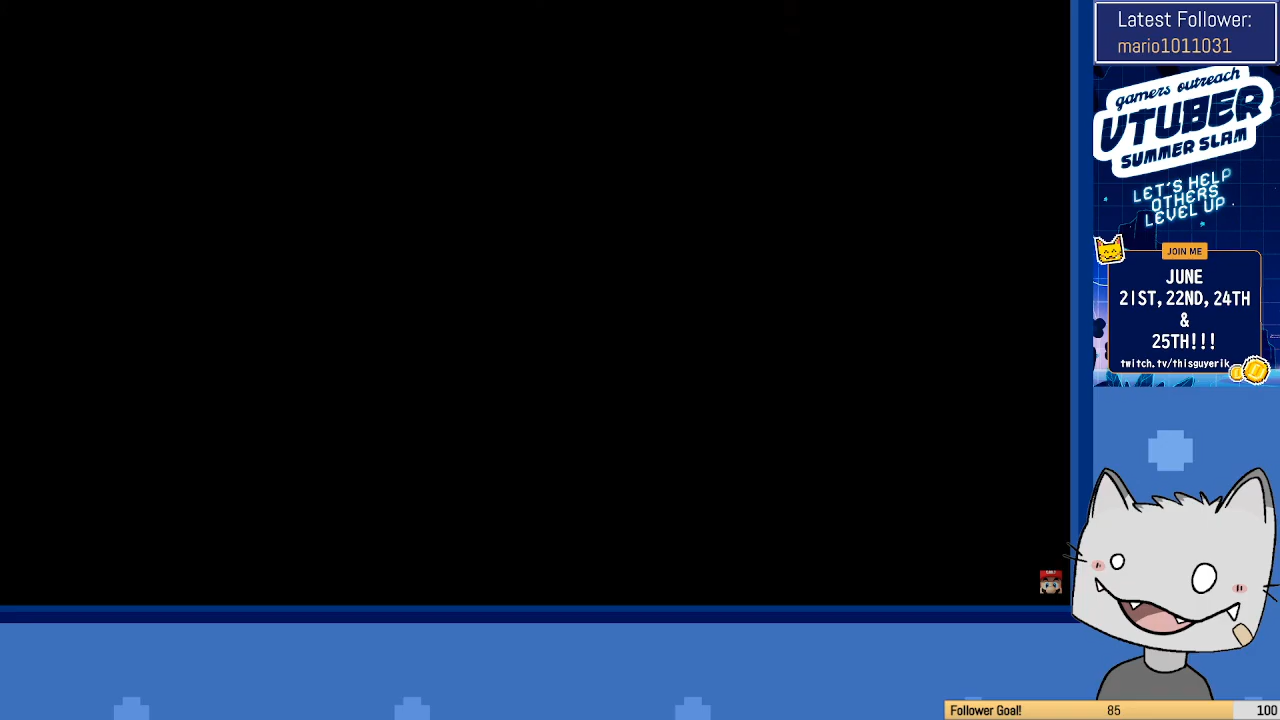 Latest Follower:
mario1011031
gamers outreach
VTUBER
SUMMER SLAM
LET'S HELP
OTHERS
LEVEL UP
JOIN ME
JUNE
21ST, 22ND, 24TH
&
25TH!!!
twitch.tv/thisguyerik
Follower Goal! 85 100